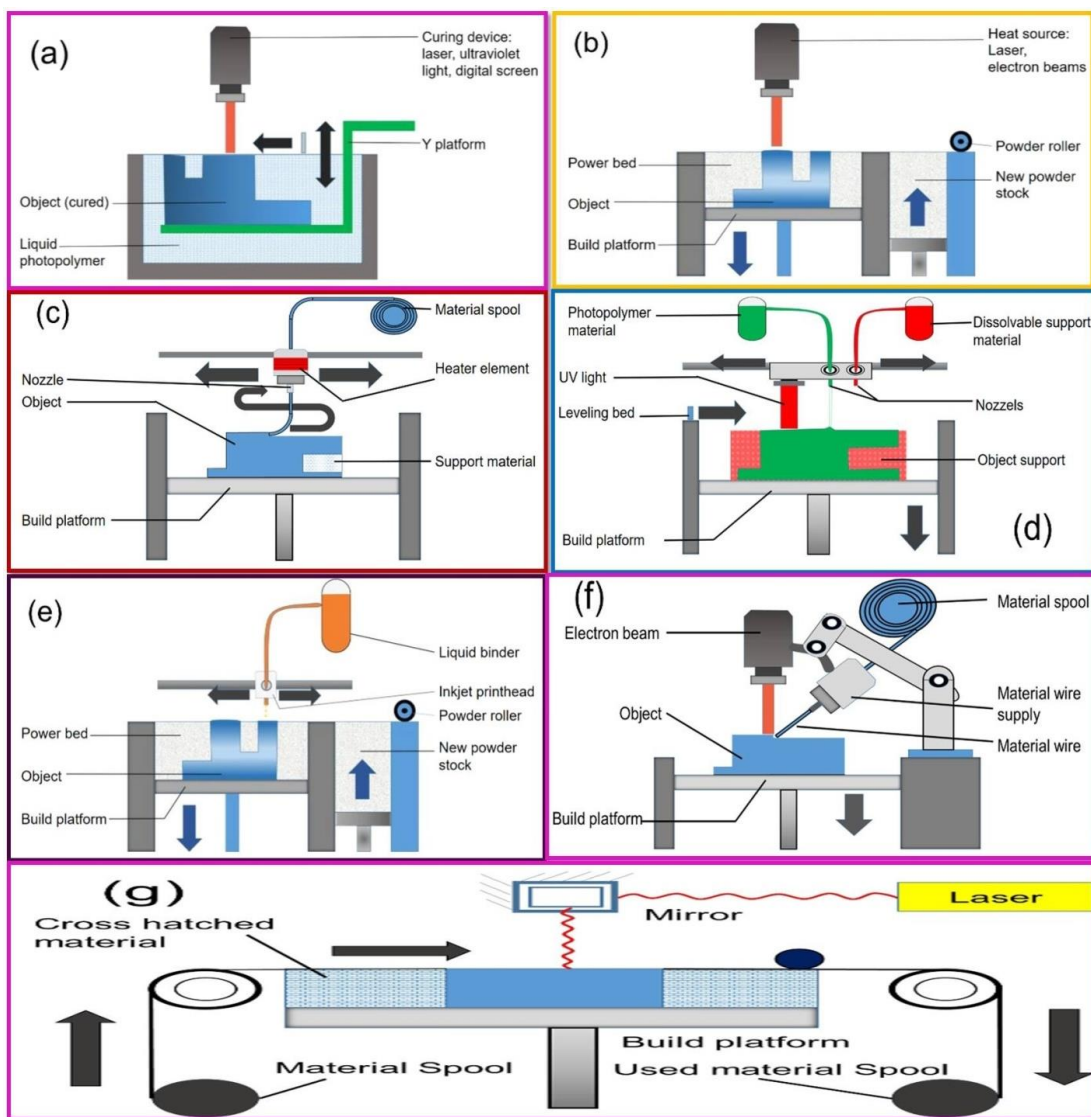 (a)
Curing device:
laser, ultraviolet
light, digital screen
Y platform
Object (cured)
Liquid
photopolymer
(b)
Heat source:
Laser,
electron beams
Power bed
Powder roller
New powder
stock
Object
Build platform
(c)
Material spool
Nozzle
Heater element
Object
Support material
Build platform
Photopolymer
material
Dissolvable support
material
UV light
Leveling bed
Nozzels
Object support
Build platform
(d)
(e)
Liquid binder
Inkjet printhead
Power bed
Powder roller
New powder
stock
Object
Build platform
(f)
Material spool
Electron beam
Object
Material wire
supply
Material wire
Build platform
(g)
Cross hatched
material
Mirror
Laser
Build platform
Material Spool
Used material Spool